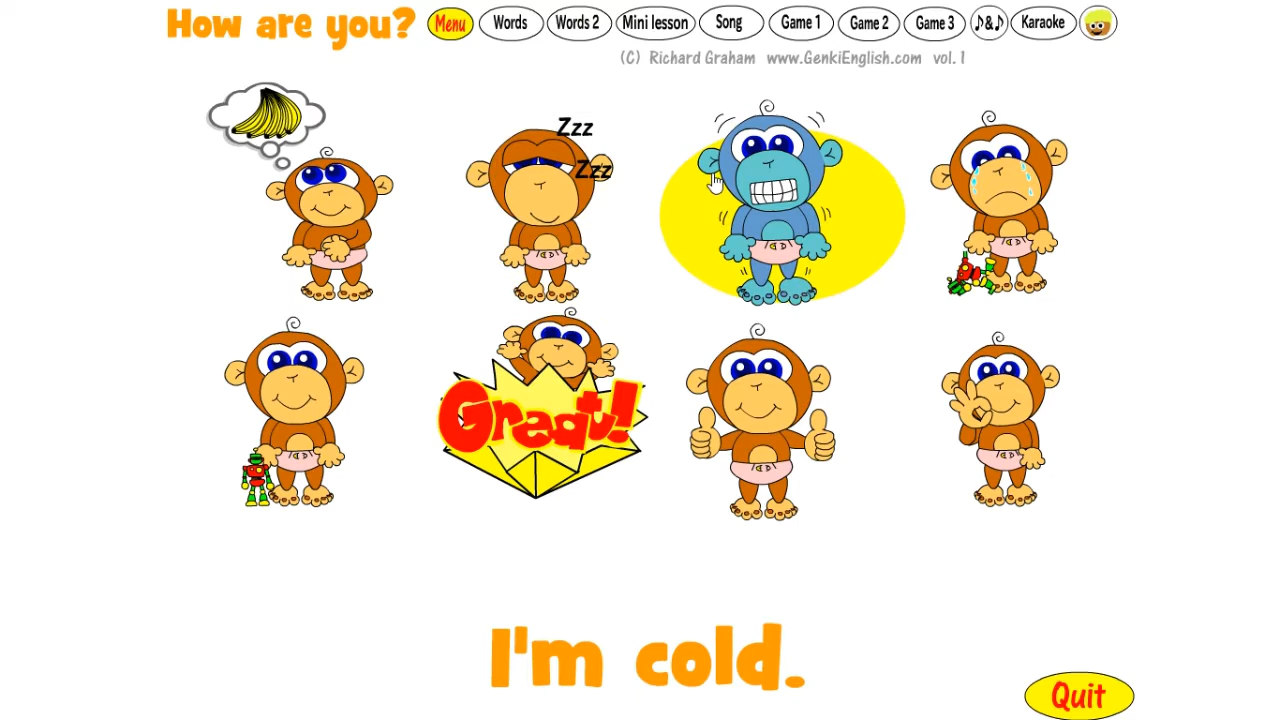 How are you?
Menu
Words
Words 2
Mini lesson
Song
Game 1
Game 2
Game 3
♪&♪
Karaoke
(C) Richard Graham www.GenkiEnglish.com vol. 1
Zzz
Zzz
Great!
I'm cold.
Quit